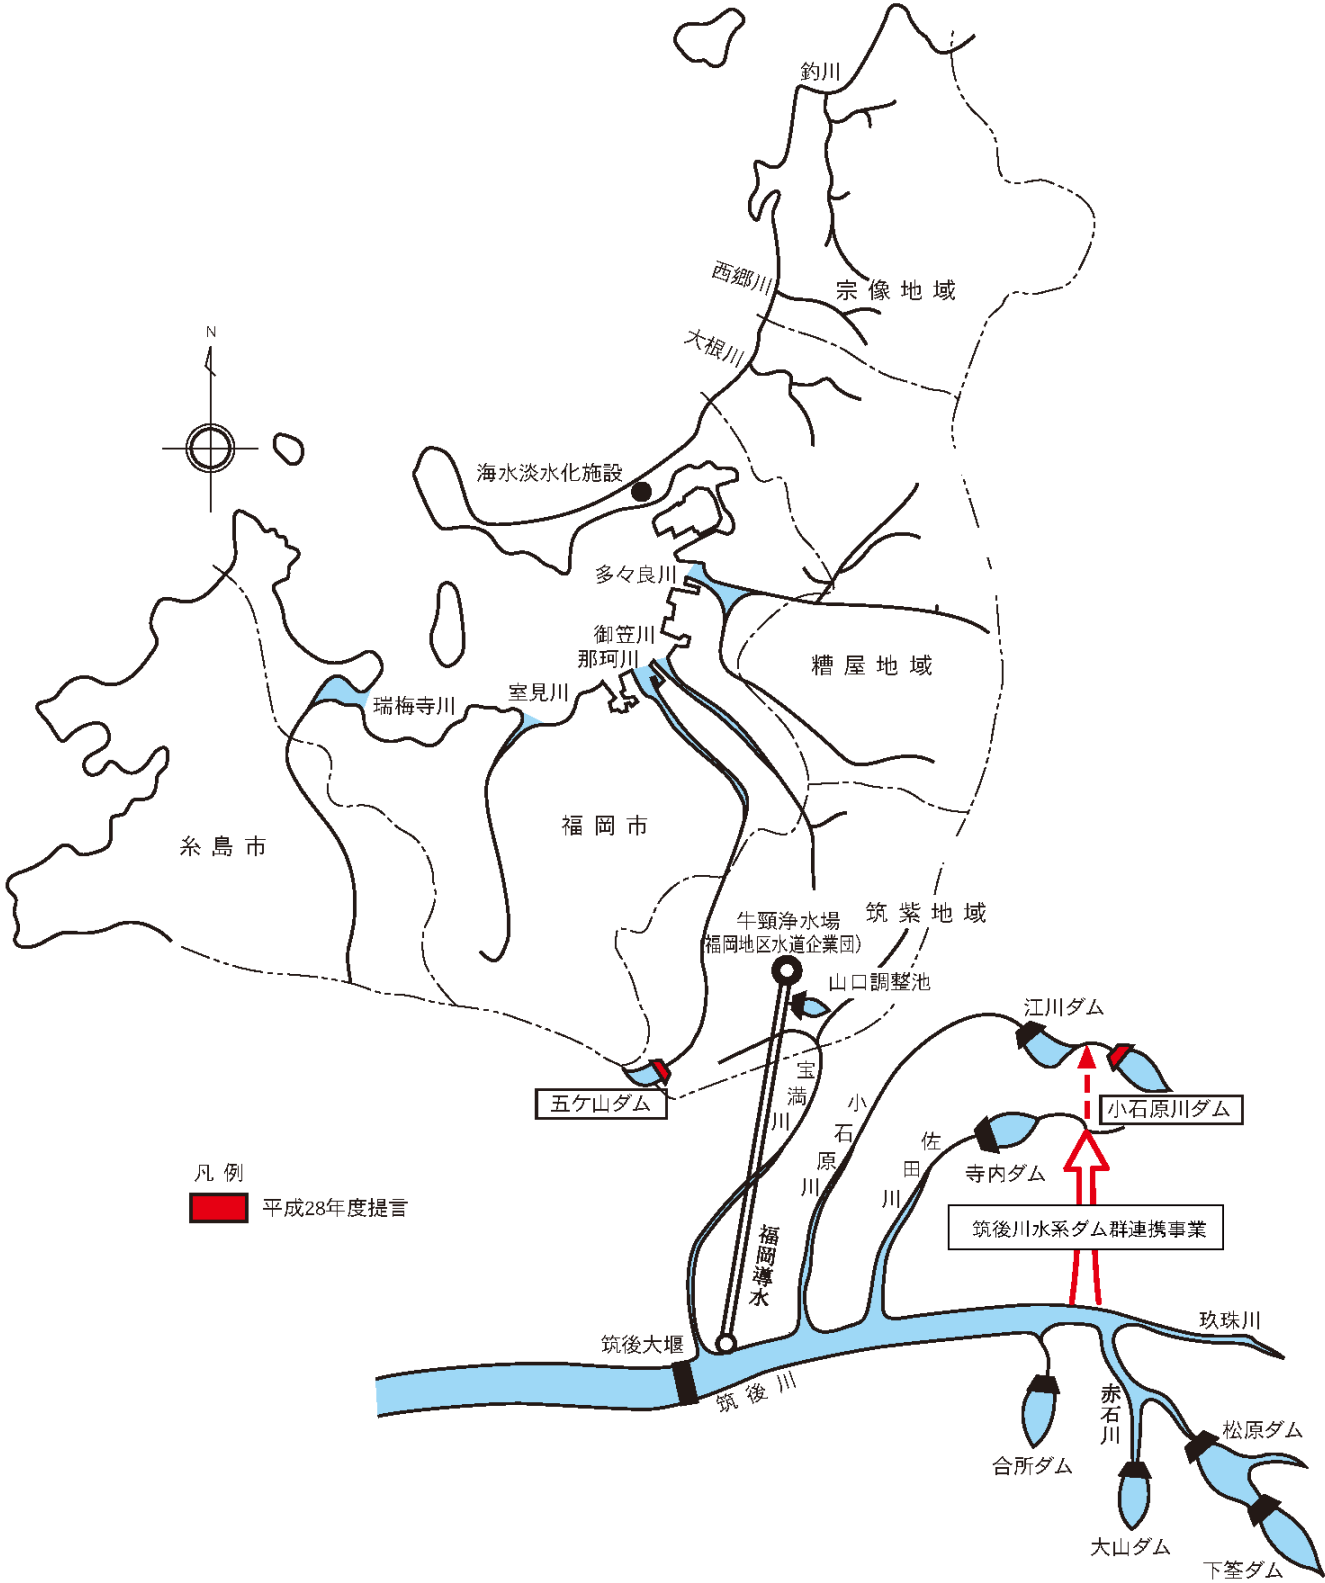 釣川
西郷川
宗像地域
大根川
N
海水淡水化施設
多々良川
御笠川
那珂川
糟屋地域
室見川
瑞梅寺川
福岡市
糸島市
筑紫地域
牛頸浄水場
(福岡地区水道企業団)
山口調整池
江川ダム
五ケ山ダム
小石原川ダム
宝満川
小石原川
佐田川
寺内ダム
凡例
平成28年度提言
筑後川水系ダム群連携事業
福岡導水
玖珠川
筑後大堰
筑後川
赤石川
松原ダム
合所ダム
大山ダム
下筌ダム